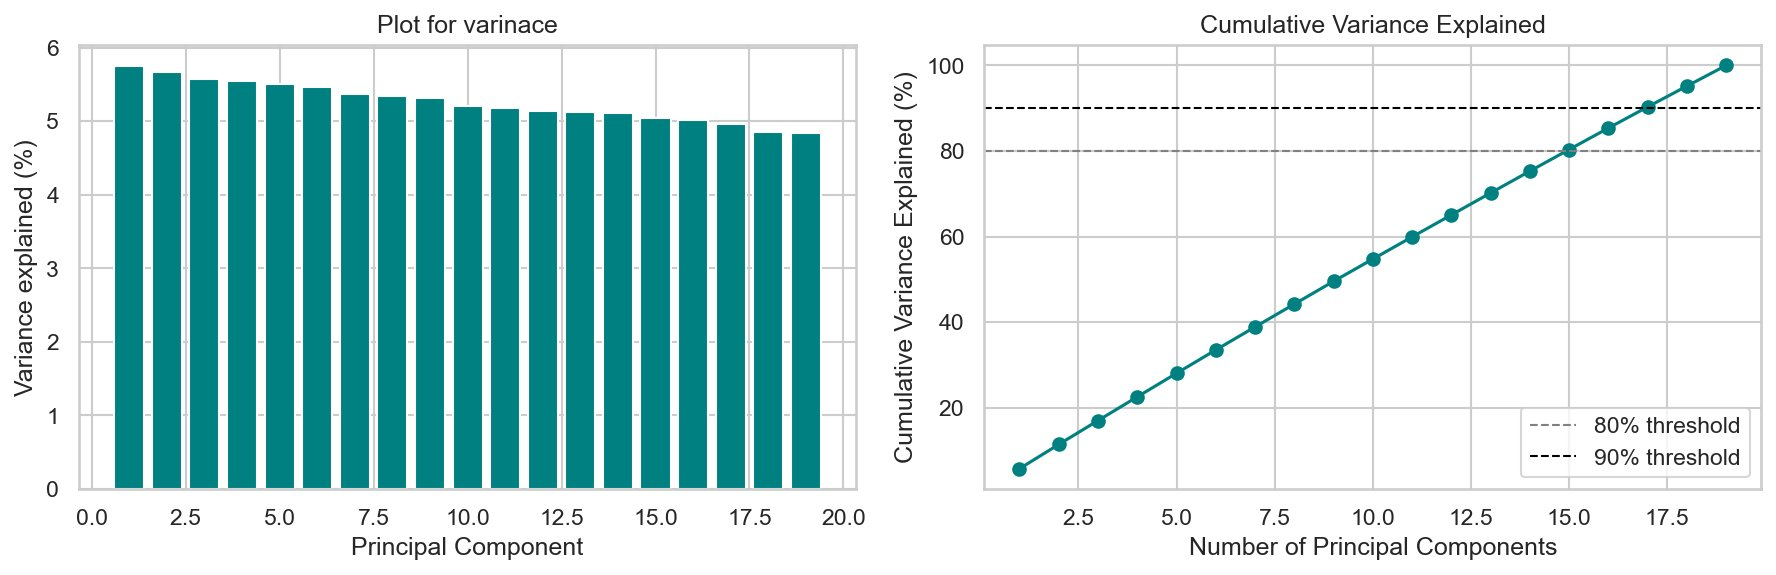 Plot for varinace
Variance explained (%)
6
5
4
3
2
1
0
0.0 2.5 5.0 7.5 10.0 12.5 15.0 17.5 20.0
Principal Component
Cumulative Variance Explained
Cumulative Variance Explained (%)
100
80
60
40
20
80% threshold
90% threshold
2.5 5.0 7.5 10.0 12.5 15.0 17.5
Number of Principal Components